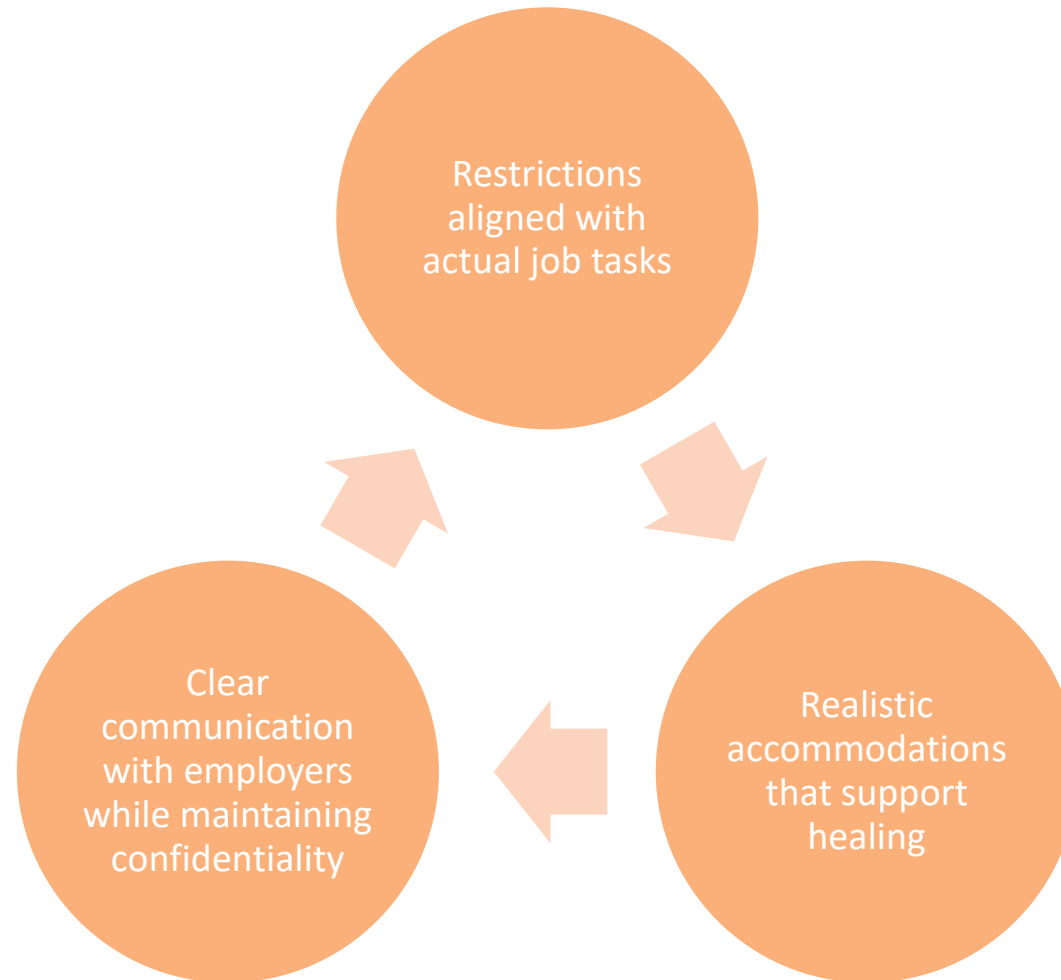 Restrictions
aligned with
actual job tasks
Realistic
accommodations
that support
healing
Clear
communication
with employers
while maintaining
confidentiality